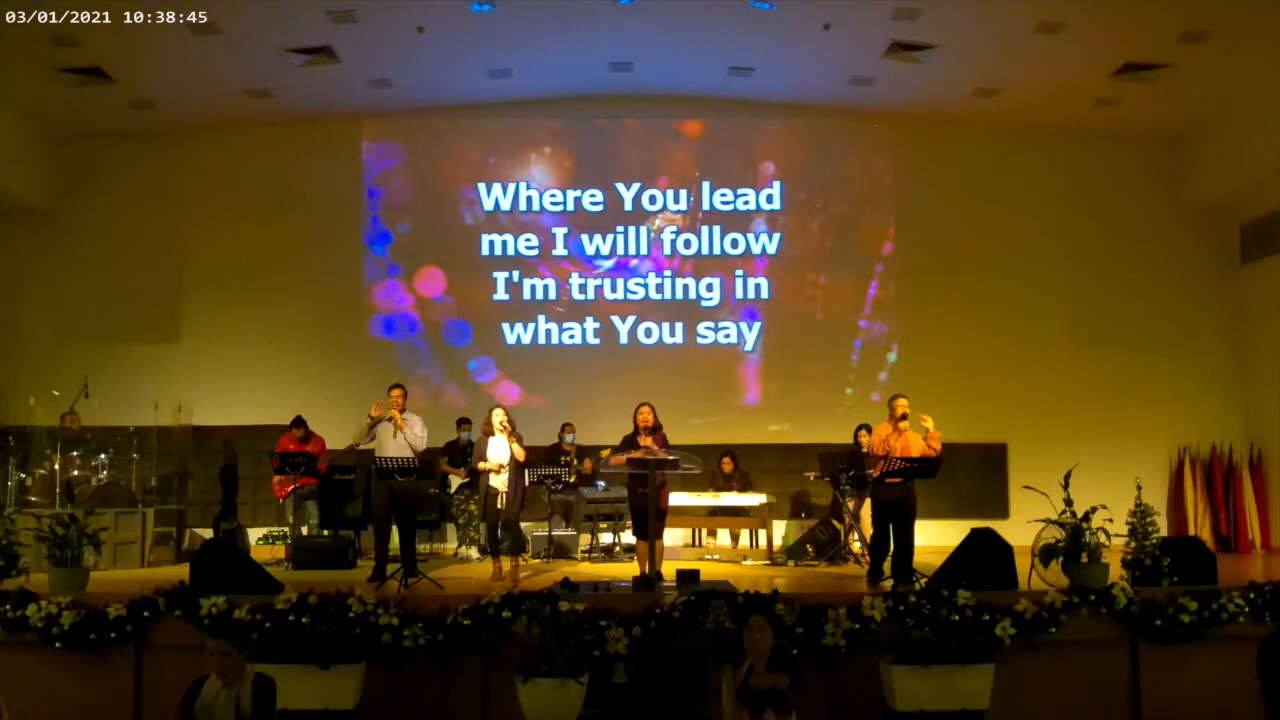 03/01/2021 10:38:45
Where You lead
me I will follow
I'm trusting in
what You say